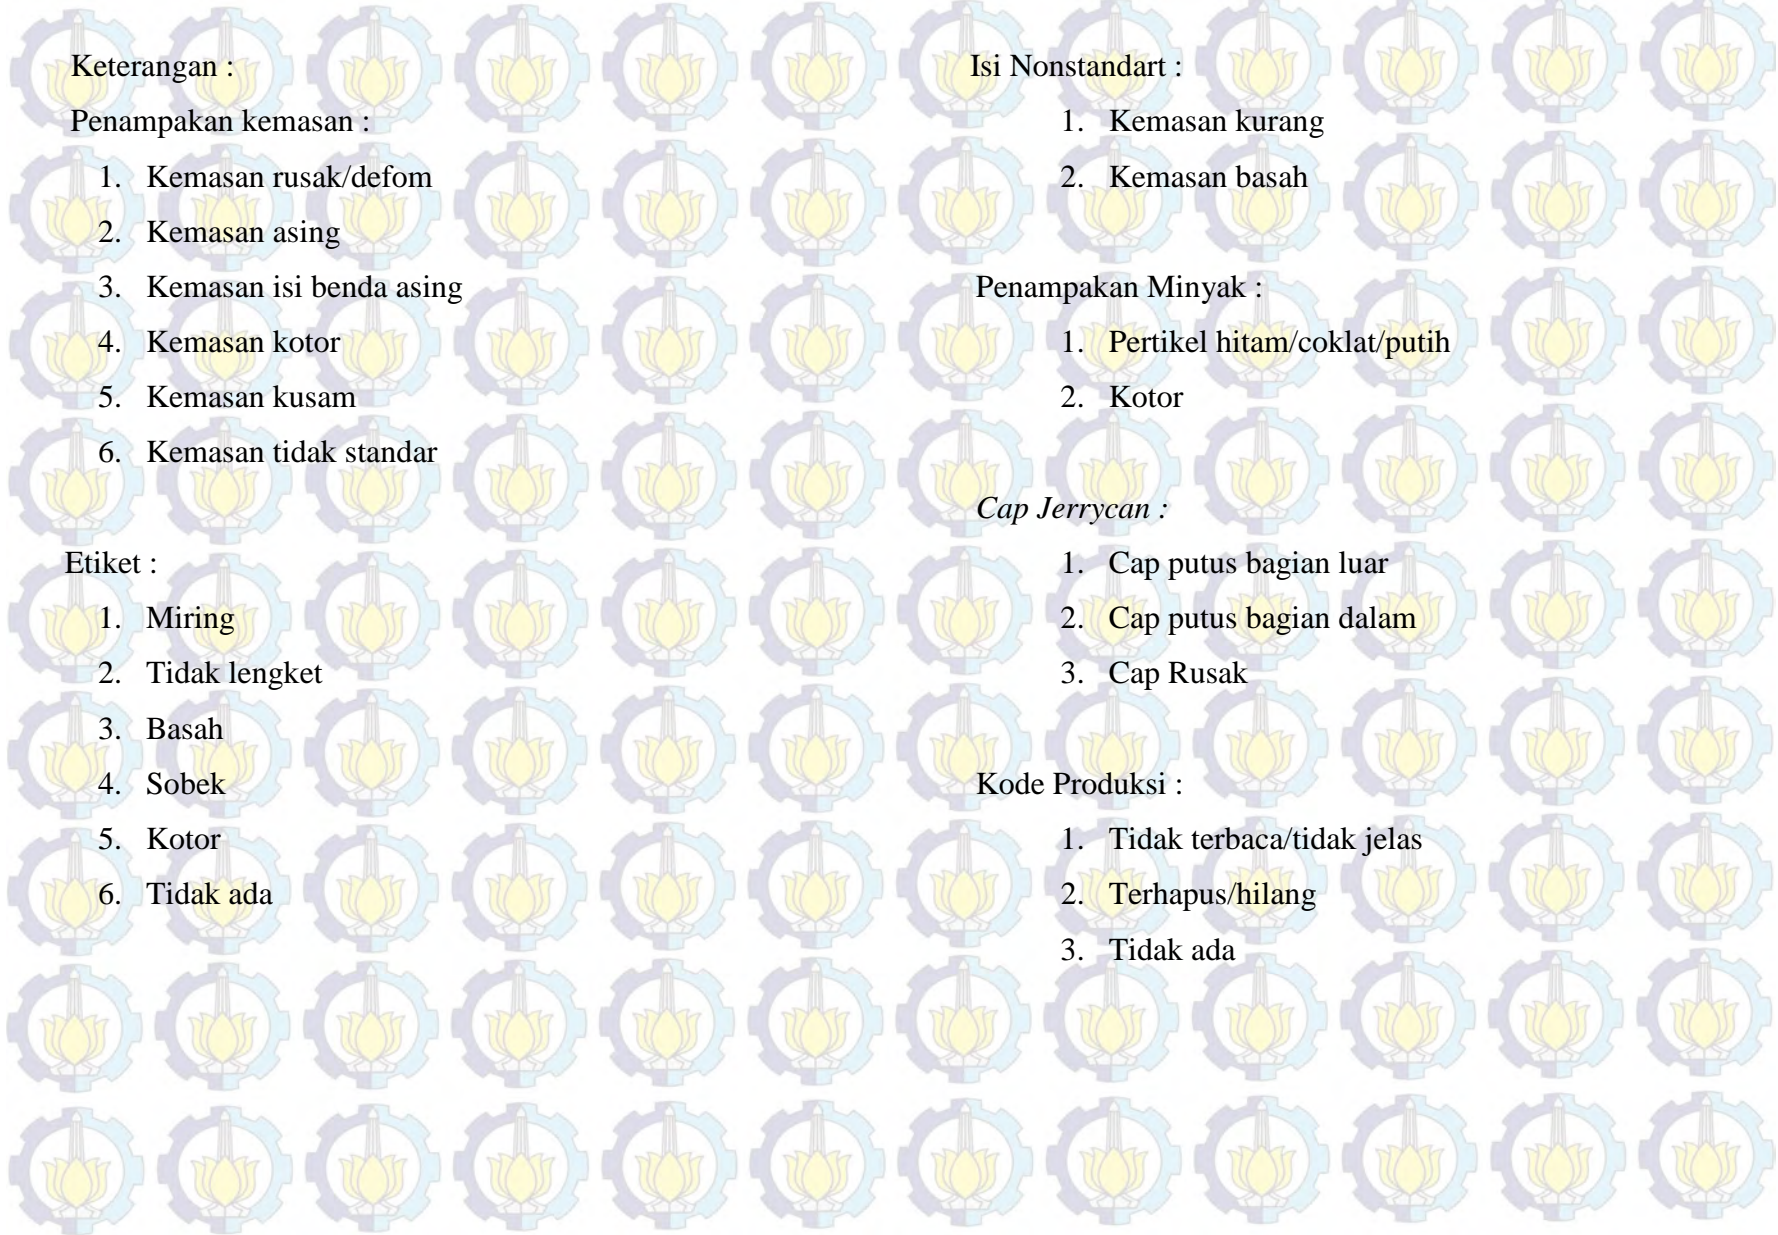 Keterangan :
Penampakan kemasan :
1. Kemasan rusak/defom
2. Kemasan asing
3. Kemasan isi benda asing
4. Kemasan kotor
5. Kemasan kusam
6. Kemasan tidak standar
Etiket :
1. Miring
2. Tidak lengket
3. Basah
4. Sobek
5. Kotor
6. Tidak ada
Isi Nonstandart :
1. Kemasan kurang
2. Kemasan basah
Penampakan Minyak :
1. Pertikel hitam/coklat/putih
2. Kotor
Cap Jerrycan :
1. Cap putus bagian luar
2. Cap putus bagian dalam
3. Cap Rusak
Kode Produksi :
1. Tidak terbaca/tidak jelas
2. Terhapus/hilang
3. Tidak ada